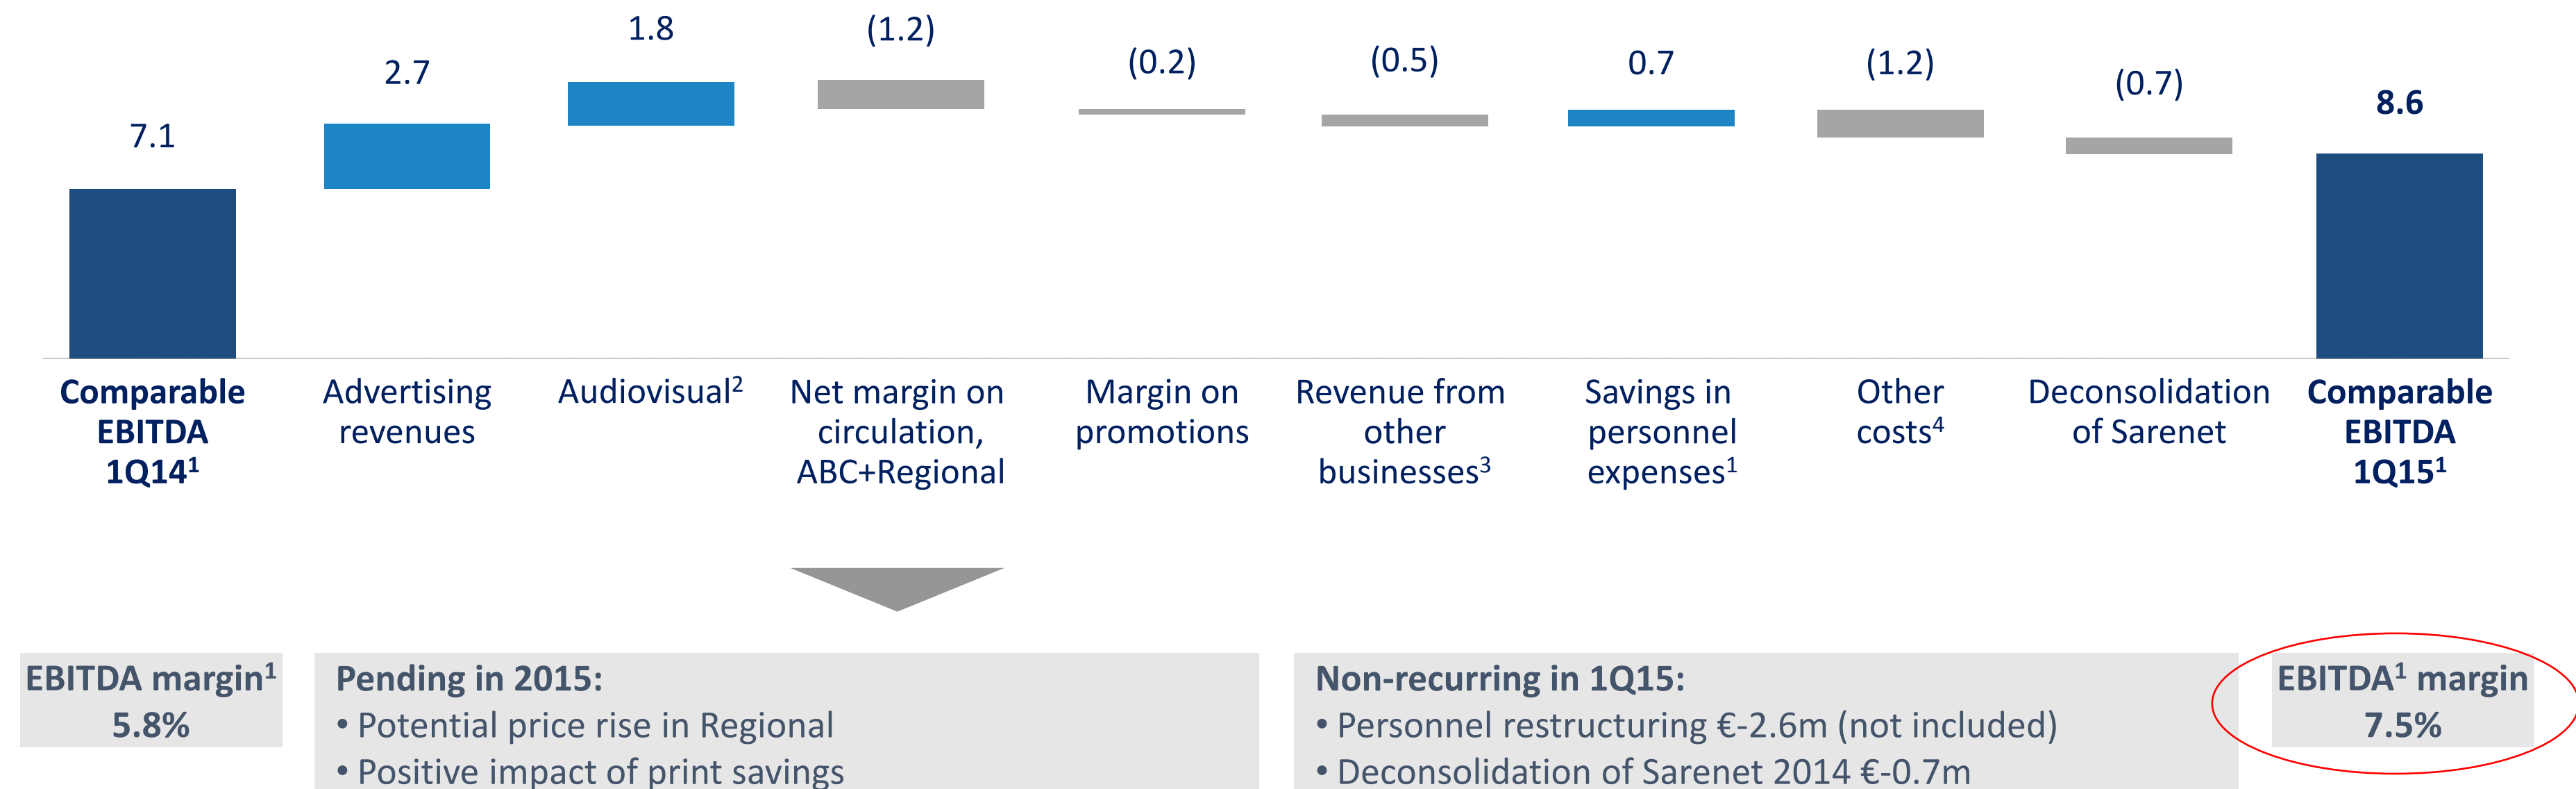 7.1
2.7
1.8
(1.2)
(0.2)
(0.5)
0.7
(1.2)
(0.7)
8.6
Comparable
EBITDA
1Q14¹
Advertising
revenues
Audiovisual²
Net margin on
circulation,
ABC+Regional
Margin on
promotions
Revenue from
other
businesses³
Savings in
personnel
expenses¹
Other
costs⁴
Deconsolidation
of Sarenet
Comparable
EBITDA
1Q15¹
EBITDA margin¹
5.8%
Pending in 2015:
• Potential price rise in Regional
• Positive impact of print savings
Non-recurring in 1Q15:
• Personnel restructuring €-2.6m (not included)
• Deconsolidation of Sarenet 2014 €-0.7m
EBITDA¹ margin
7.5%